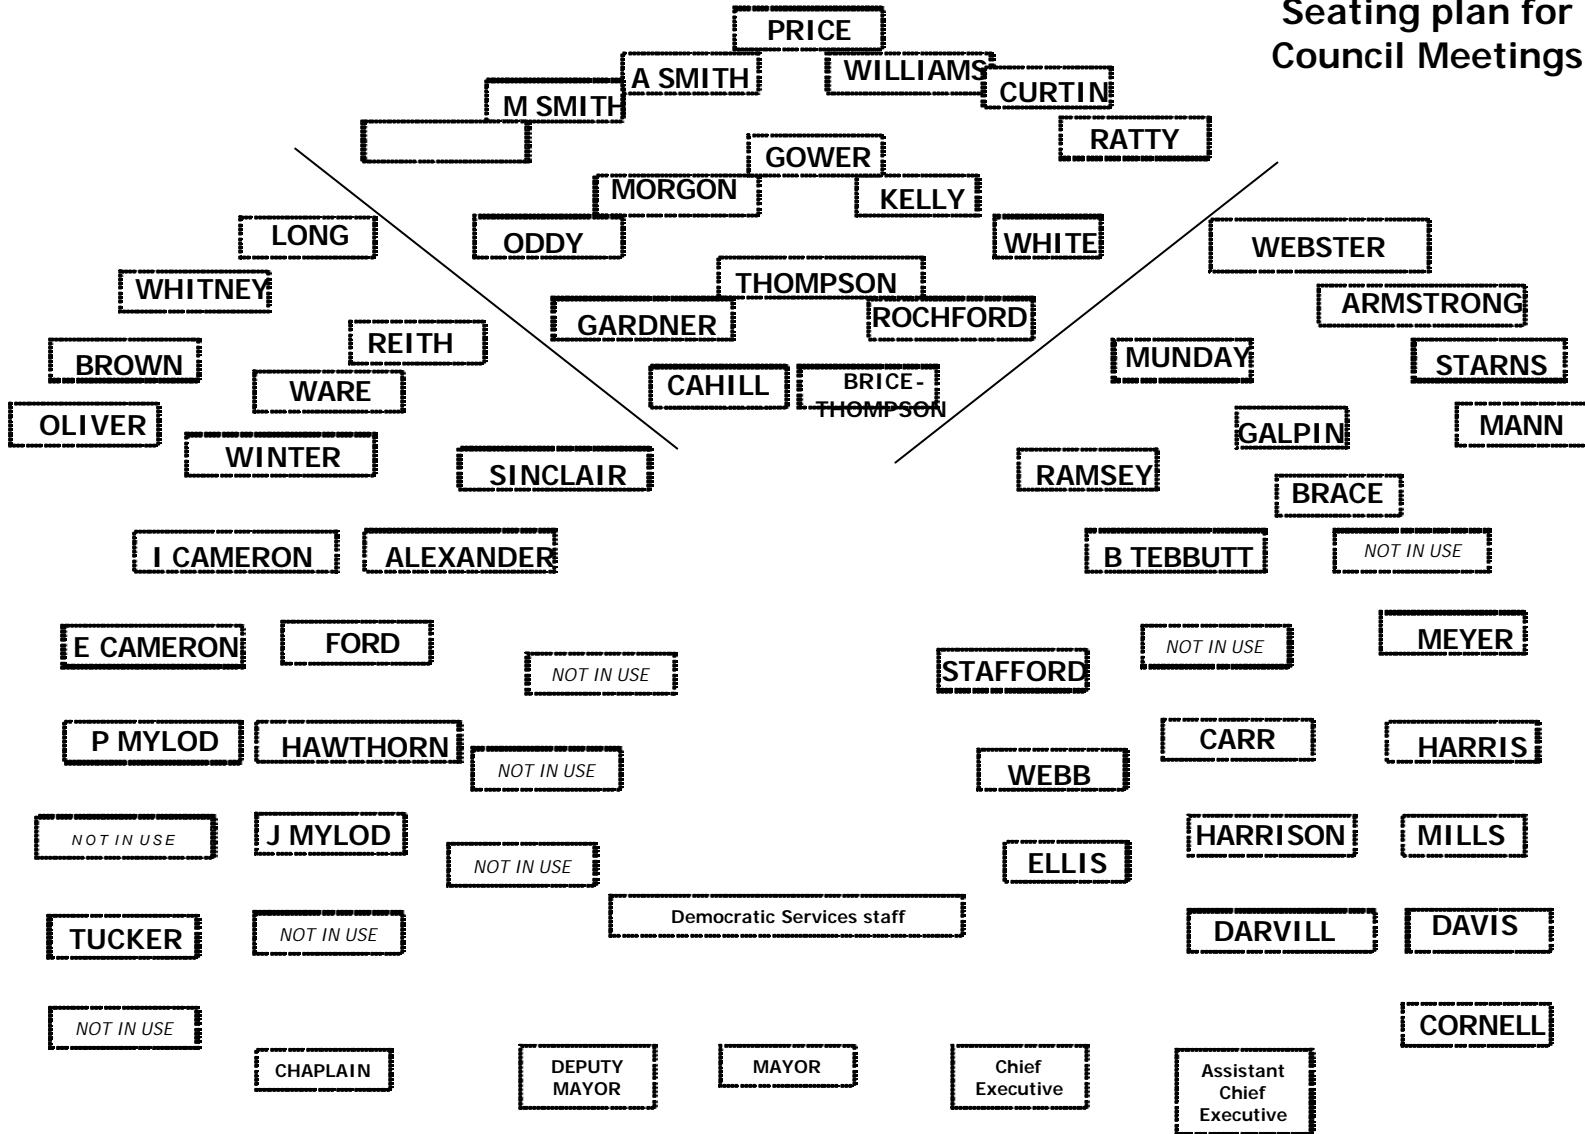 Seating plan for
Council Meetings
PRICE
A SMITH
WILLIAMS
M SMITH
CURTIN
RATTY
GOWER
MORGON
KELLY
ODDY
WHITE
LONG
WEBSTER
THOMPSON
WHITNEY
ARMSTRONG
GARDNER
ROCHFORD
REITH
BROWN
MUNDAY
STARNS
WARE
CAHILL
BRICE-
THOMPSON
OLIVER
GALPIN
MANN
WINTER
SINCLAIR
RAMSEY
BRACE
I CAMERON
ALEXANDER
B TEBBUTT
NOT IN USE
E CAMERON
FORD
NOT IN USE
STAFFORD
NOT IN USE
MEYER
P MYLOD
HAWTHORN
NOT IN USE
WEBB
CARR
HARRIS
NOT IN USE
J MYLOD
NOT IN USE
ELLIS
HARRISON
MILLS
Democratic Services staff
TUCKER
NOT IN USE
DARVILL
DAVIS
NOT IN USE
CORNELL
CHAPLAIN
DEPUTY
MAYOR
MAYOR
Chief
Executive
Assistant
Chief
Executive